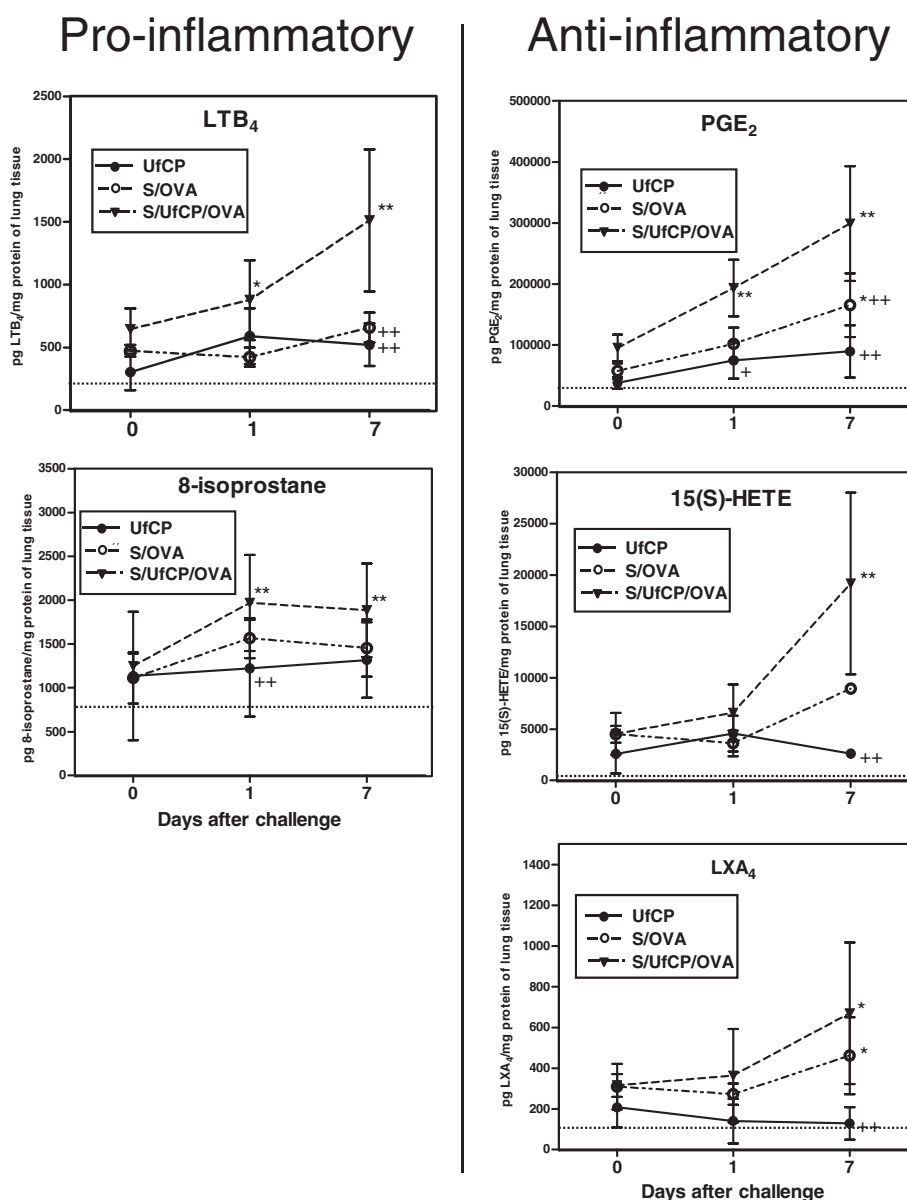 Pro-inflammatory
LTB4
pg LTB4/mg protein of lung tissue
2500
2000
1500
1000
500
0
UfCP
S/OVA
S/UfCP/OVA
**
*
++
++
0 1 7
8-isoprostane
pg 8-isoprostane/mg protein of lung tissue
3500
3000
2500
2000
1500
1000
500
0
UfCP
S/OVA
S/UfCP/OVA
** **
++
0 1 7
Days after challenge
Anti-inflammatory
PGE2
pg PGE2/mg protein of lung tissue
500000
400000
300000
200000
100000
0
UfCP
S/OVA
S/UfCP/OVA
**
**
*++
++
+
0 1 7
15(S)-HETE
pg 15(S)-HETE/mg protein of lung tissue
30000
25000
20000
15000
10000
5000
0
UfCP
S/OVA
S/UfCP/OVA
**
++
0 1 7
LXA4
pg LXA4/mg protein of lung tissue
1400
1200
1000
800
600
400
200
0
UfCP
S/OVA
S/UfCP/OVA
*
*
++
0 1 7
Days after challenge